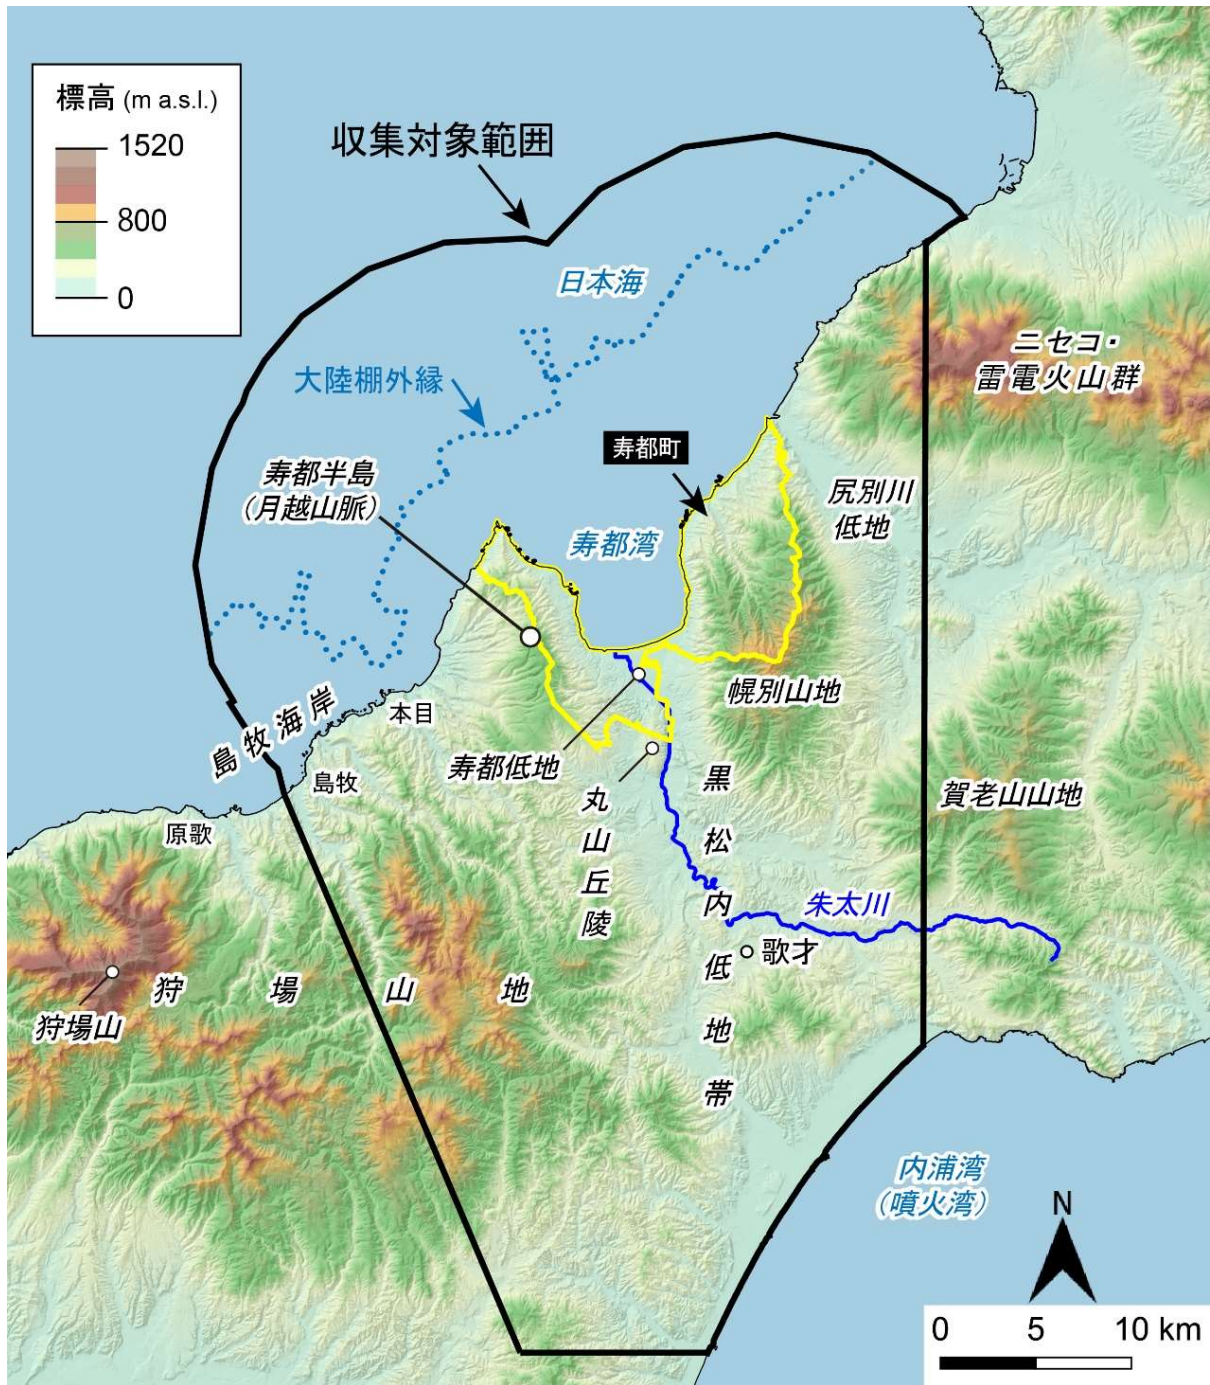 標高 (m a.s.l.)
1520
800
0
収集対象範囲
日本海
大陸棚外縁
ニセコ・
雷電火山群
寿都町
寿都半島
(月越山脈)
尻別川
低地
寿都湾
幌別山地
本目
島牧海岸
寿都低地
島牧
黒松内低地帯
丸山丘陵
賀老山山地
原歌
朱太川
歌才
狩場山地
狩場山
内浦湾
(噴火湾)
N
0 5 10 km